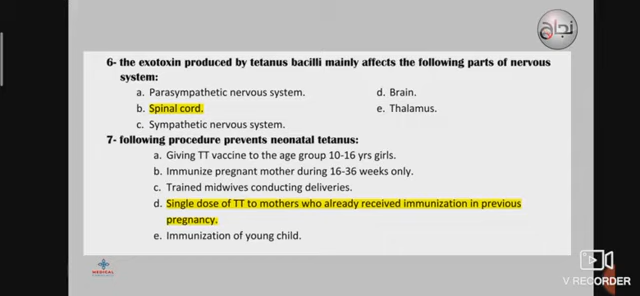 نجاح
6- the exotoxin produced by tetanus bacilli mainly affects the following parts of nervous
system:
a. Parasympathetic nervous system.
b. Spinal cord.
c. Sympathetic nervous system.
d. Brain.
e. Thalamus.
7- following procedure prevents neonatal tetanus:
a. Giving TT vaccine to the age group 10-16 yrs girls.
b. Immunize pregnant mother during 16-36 weeks only.
c. Trained midwives conducting deliveries.
d. Single dose of TT to mothers who already received immunization in previous
pregnancy.
e. Immunization of young child.
MEDICAL
V RECORDER